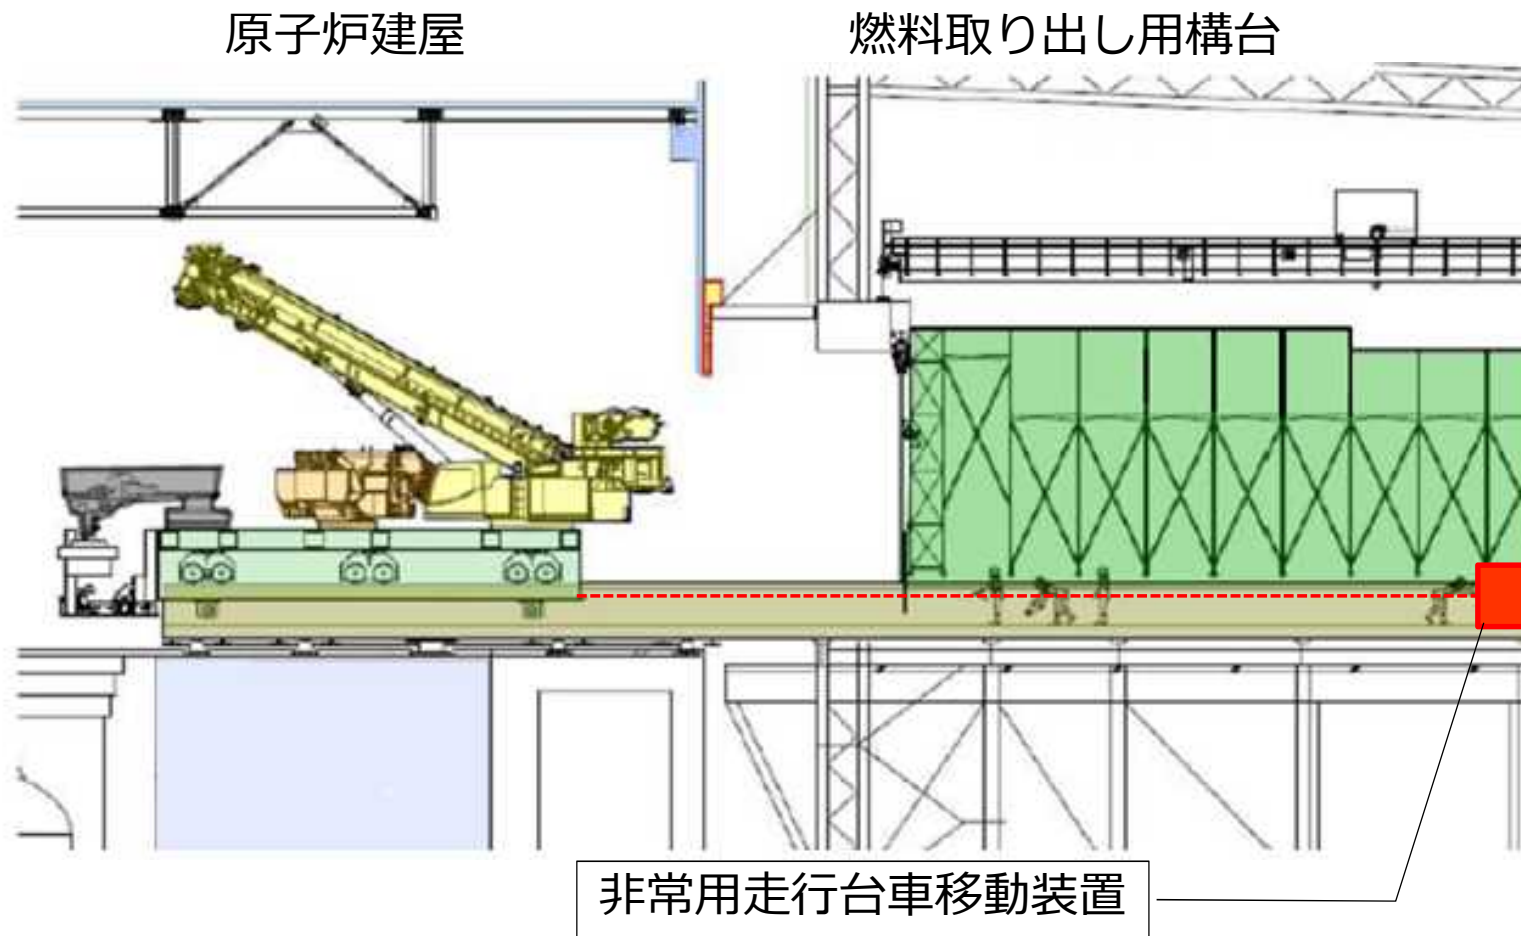 原子炉建屋
燃料取り出し用構台
非常用走行台車移動装置